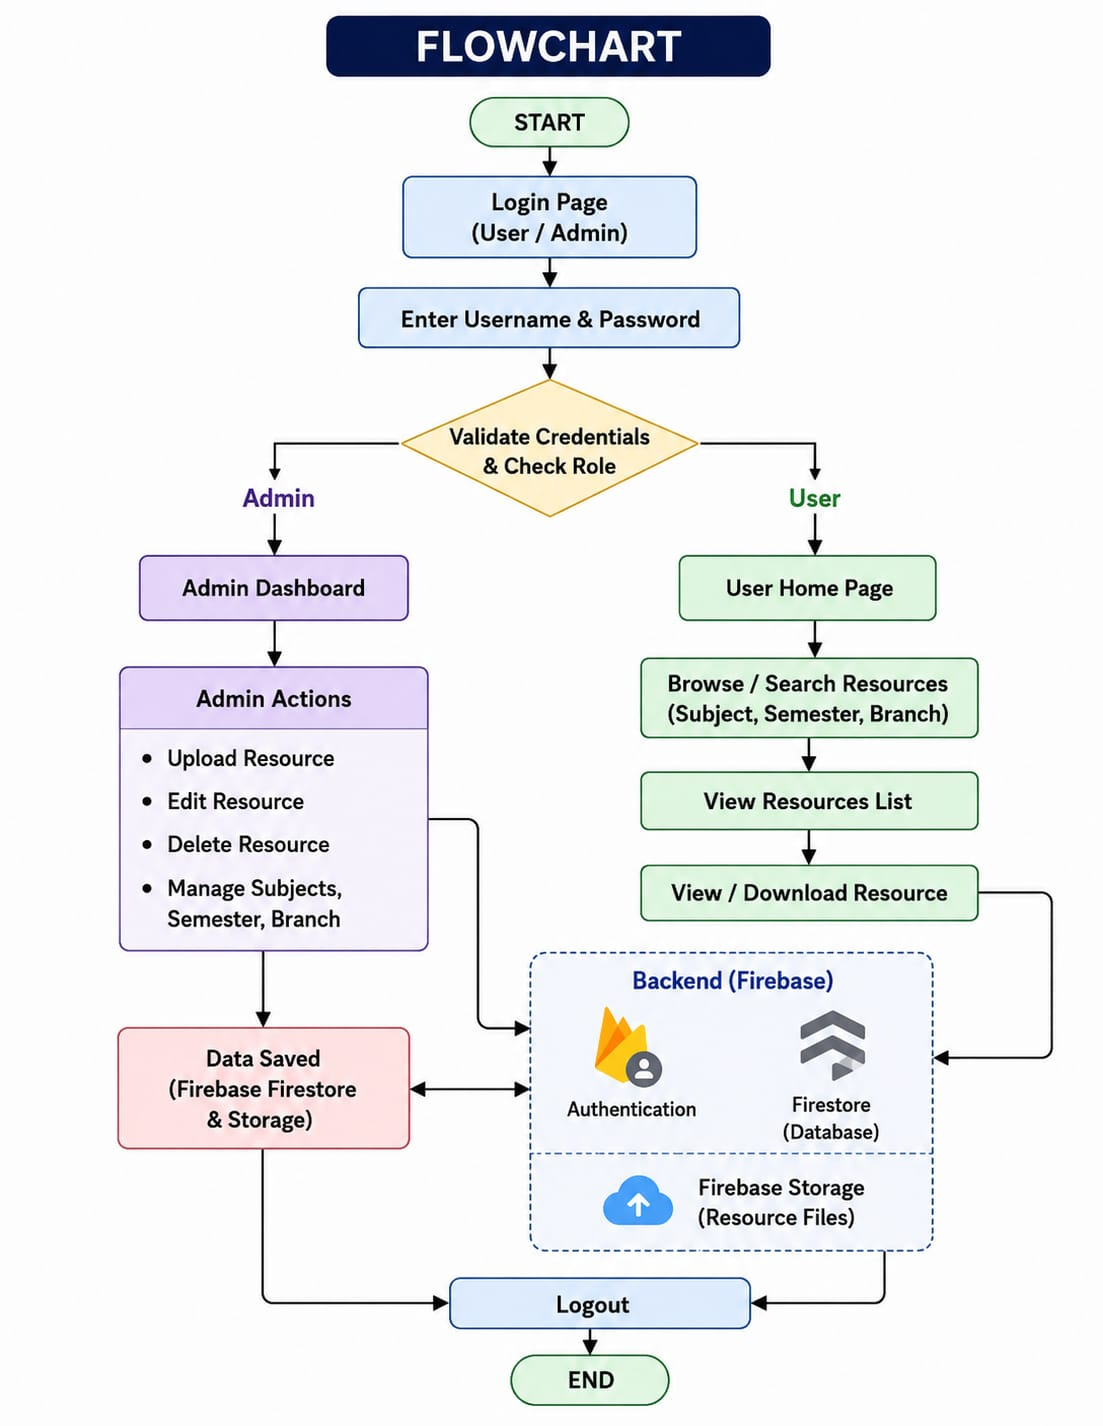 FLOWCHART
START
Login Page
(User / Admin)
Enter Username & Password
Validate Credentials
& Check Role
Admin
User
Admin Dashboard
User Home Page
Admin Actions
• Upload Resource
• Edit Resource
• Delete Resource
• Manage Subjects,
Semester, Branch
Browse / Search Resources
(Subject, Semester, Branch)
View Resources List
View / Download Resource
Data Saved
(Firebase Firestore
& Storage)
Backend (Firebase)
Authentication
Firestore
(Database)
Firebase Storage
(Resource Files)
Logout
END